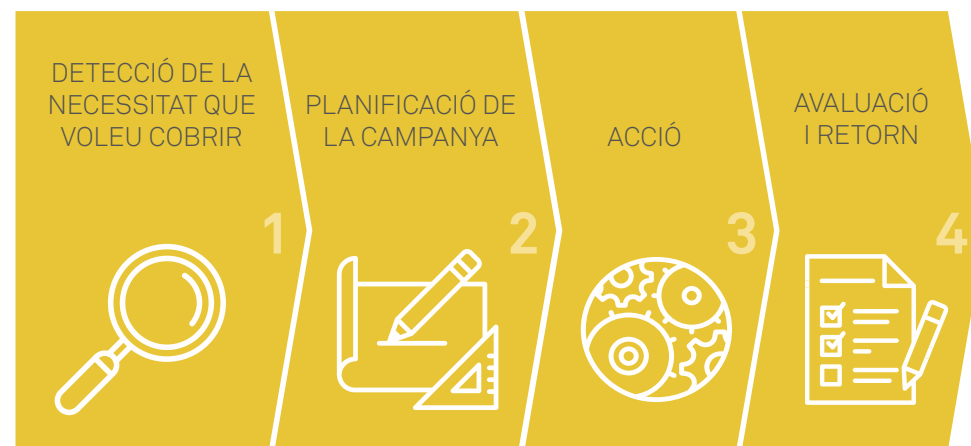 DETECCIÓ DE LA
NECESSITAT QUE
VOLEU COBRIR
1
PLANIFICACIÓ DE
LA CAMPANYA
2
ACCIÓ
3
AVALUACIÓ
I RETORN
4